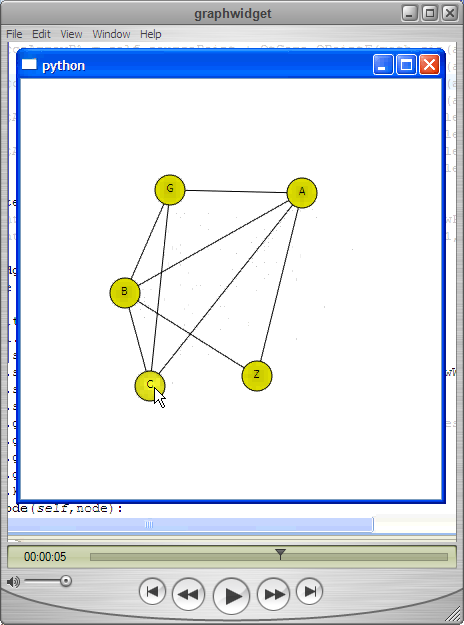 graphwidget
File Edit View Window Help
python
G
A
B
C
Z
ode(self,node):
00:00:05